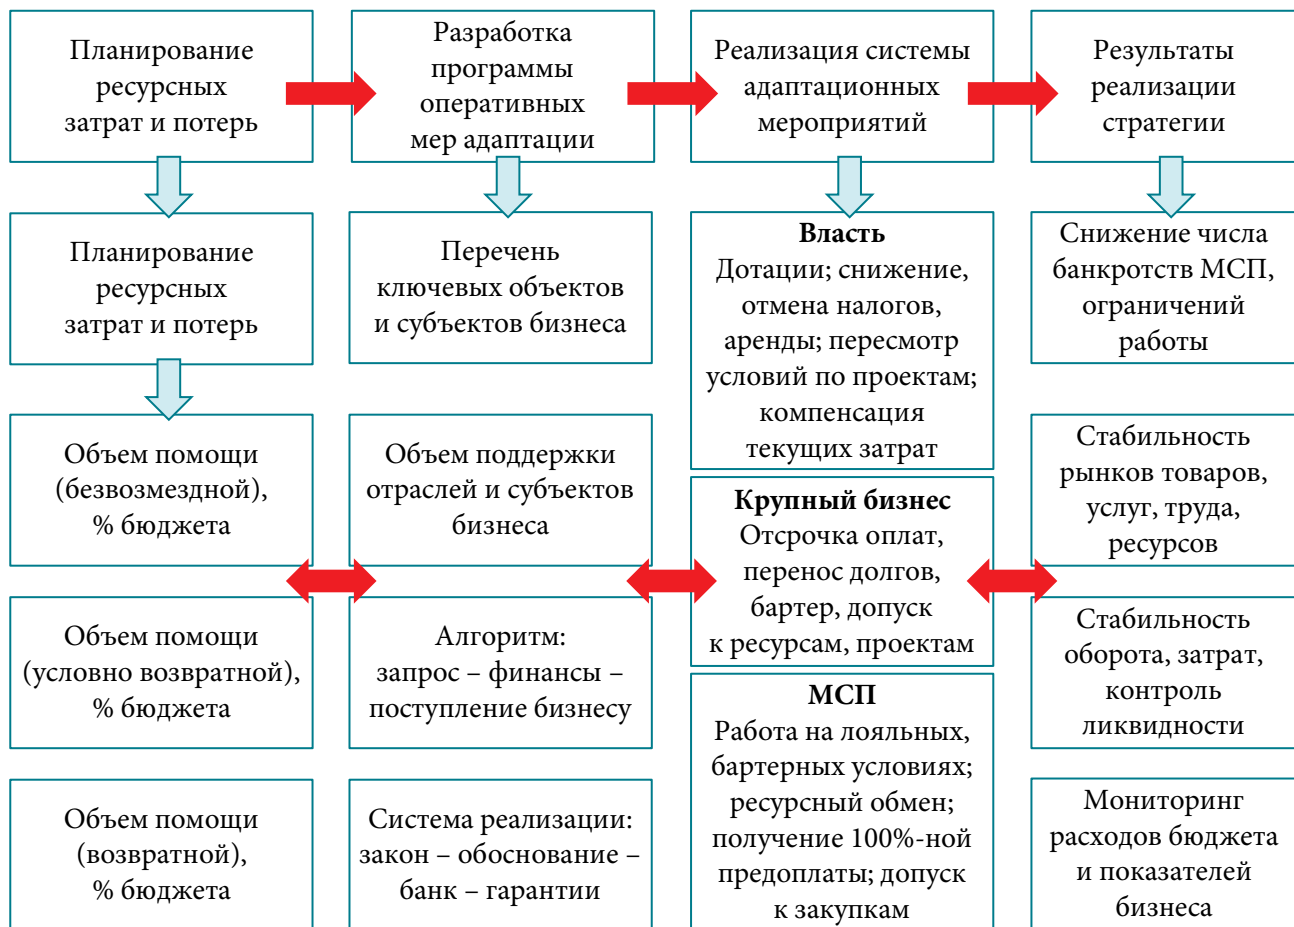 Планирование
ресурсных
затрат и потерь
Разработка
программы
оперативных
мер адаптации
Реализация системы
адаптационных
мероприятий
Результаты
реализации
стратегии
Планирование
ресурсных
затрат и потерь
Перечень
ключевых объектов
и субъектов бизнеса
Власть
Дотации; снижение,
отмена налогов,
аренды; пересмотр
условий по проектам;
компенсация
текущих затрат
Снижение числа
банкротств МСП,
ограничений
работы
Объем помощи
(безвозмездной),
% бюджета
Объем поддержки
отраслей и субъектов
бизнеса
Крупный бизнес
Отсрочка оплат,
перенос долгов,
бартер, допуск
к ресурсам, проектам
Стабильность
рынков товаров,
услуг, труда,
ресурсов
Объем помощи
(условно возвратной),
% бюджета
Алгоритм:
запрос – финансы –
поступление бизнесу
МСП
Работа на лояльных,
бартерных условиях;
ресурсный обмен;
получение 100%-ной
предоплаты; допуск
к закупкам
Стабильность
оборота, затрат,
контроль
ликвидности
Объем помощи
(возвратной),
% бюджета
Система реализации:
закон – обоснование –
банк – гарантии
Мониторинг
расходов бюджета
и показателей
бизнеса